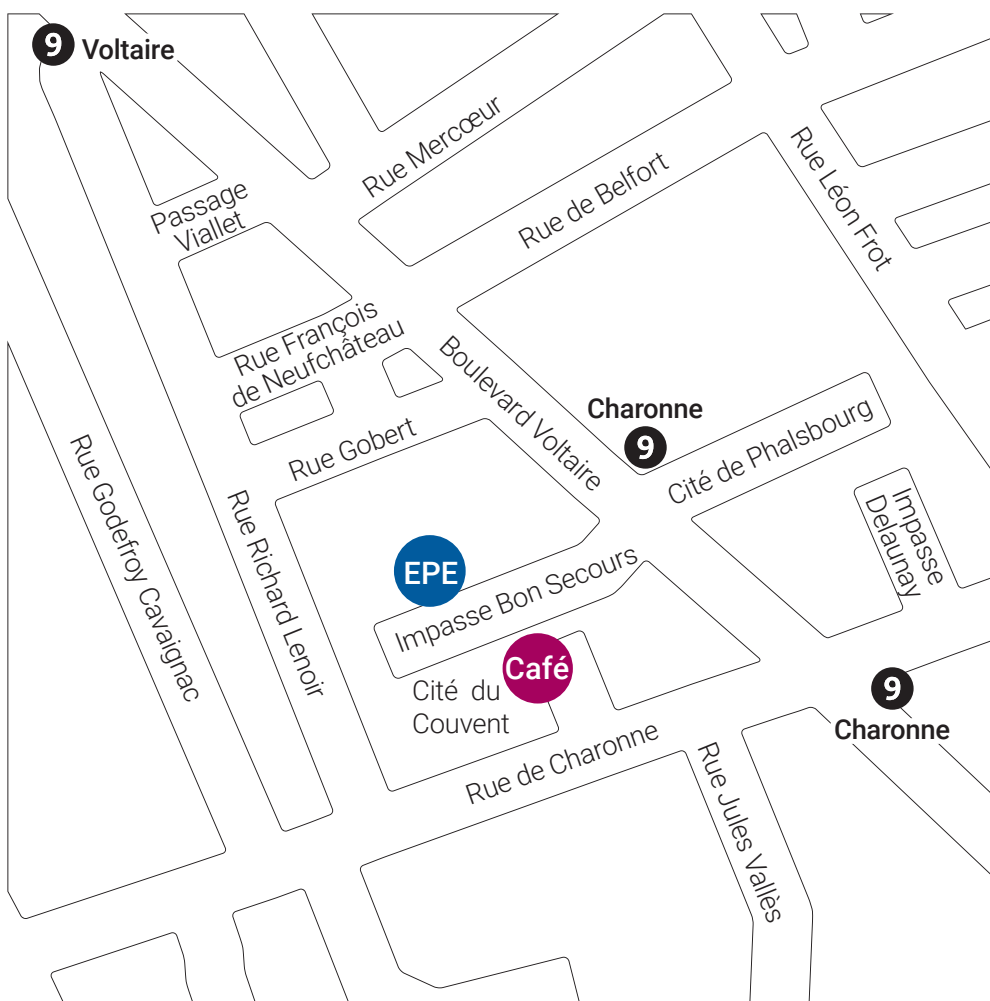 9 Voltaire
Rue Mercœur
Rue de Belfort
Rue Léon Frot
Passage
Viallet
Rue François
de Neufchâteau
Boulevard Voltaire
Charonne
9
Rue Gobert
Cité de Phalsbourg
Rue Godefroy Cavaignac
Rue Richard Lenoir
Impasse
Delaunay
EPE
Impasse Bon Secours
Café
Cité du
Couvent
9
Charonne
Rue de Charonne
Rue Jules Vallès